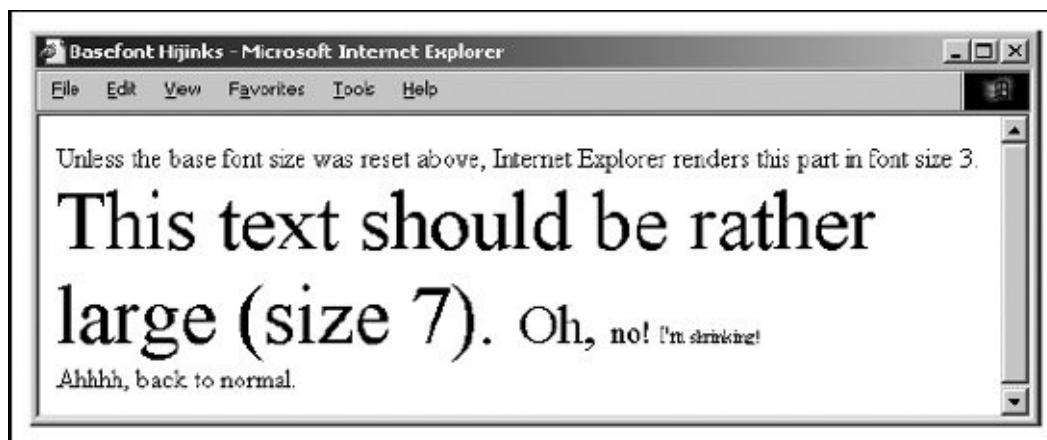 Basefont Hijinks - Microsoft Internet Explorer
File Edit View Favorites Tools Help
Unless the base font size was reset above, Internet Explorer renders this part in font size 3.
This text should be rather
large (size 7). Oh, no! I'm shrinking!
Ahhhh, back to normal.